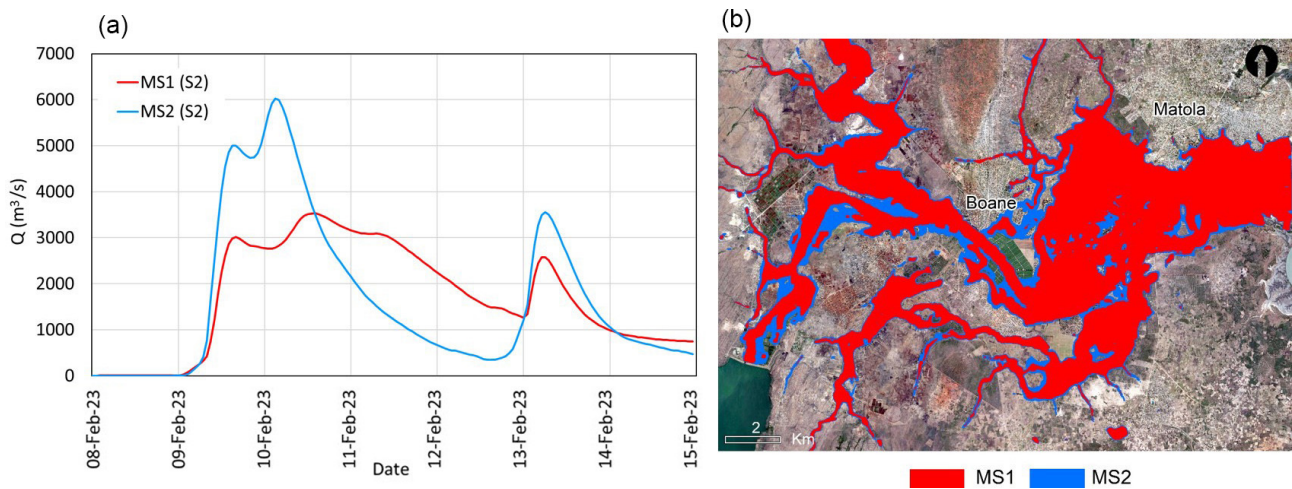 (a)
7000
6000
5000
4000
3000
2000
1000
0
Q (m³/s)
MS1 (S2)
MS2 (S2)
08-Feb-23
09-Feb-23
10-Feb-23
11-Feb-23
12-Feb-23
13-Feb-23
14-Feb-23
15-Feb-23
Date
(b)
Matola
Boane
2
Km
MS1
MS2